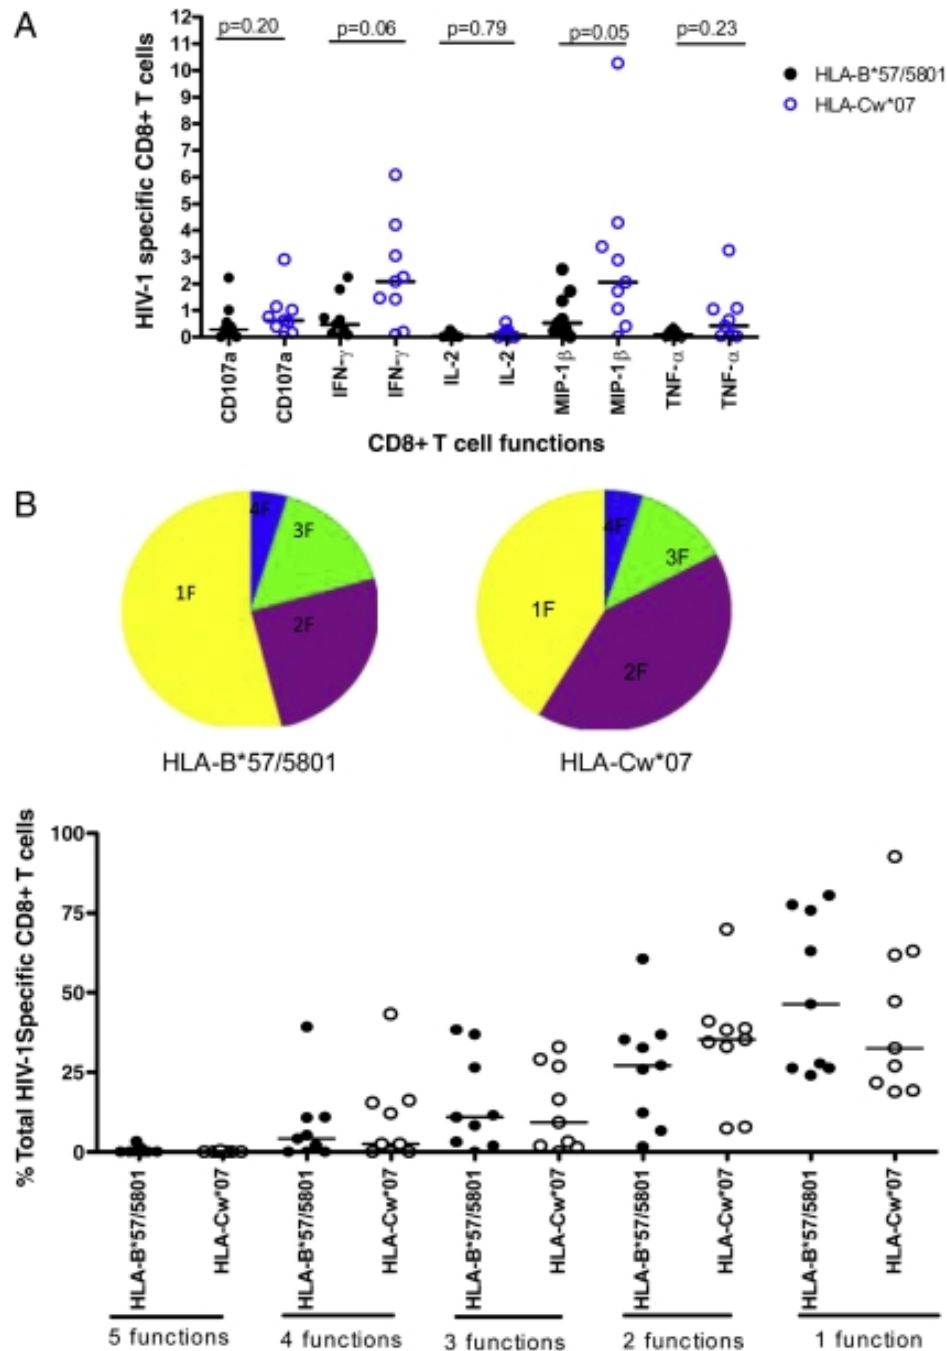 A
p=0.20 p=0.06 p=0.79 p=0.05 p=0.23
12
11
10
9
8
7
6
5
4
3
2
1
0
HIV-1 specific CD8+ T cells
HLA-B*57/5801
HLA-Cw*07
CD107a CD107a IFN-γ IFN-γ IL-2 IL-2 MIP-1β MIP-1β TNF-α TNF-α
CD8+ T cell functions
B
4F 3F 2F 1F
HLA-B*57/5801
4F 3F 2F 1F
HLA-Cw*07
% Total HIV-1Specific CD8+ T cells
100
75
50
25
0
HLA-B*57/5801 HLA-Cw*07 HLA-B*57/5801 HLA-Cw*07 HLA-B*57/5801 HLA-Cw*07 HLA-B*57/5801 HLA-Cw*07 HLA-B*57/5801 HLA-Cw*07
5 functions 4 functions 3 functions 2 functions 1 function